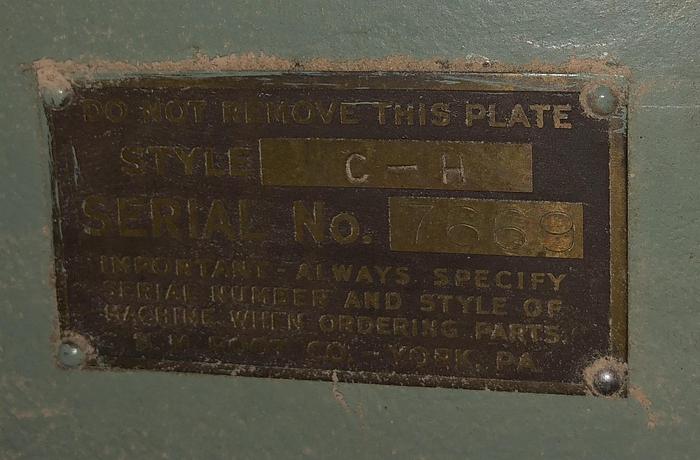 DO NOT REMOVE THIS PLATE
STYLE C-H
SERIAL No. 7669
IMPORTANT - ALWAYS SPECIFY
SERIAL NUMBER AND STYLE OF
MACHINE WHEN ORDERING PARTS.
B. M. ROOT CO. - YORK, PA.